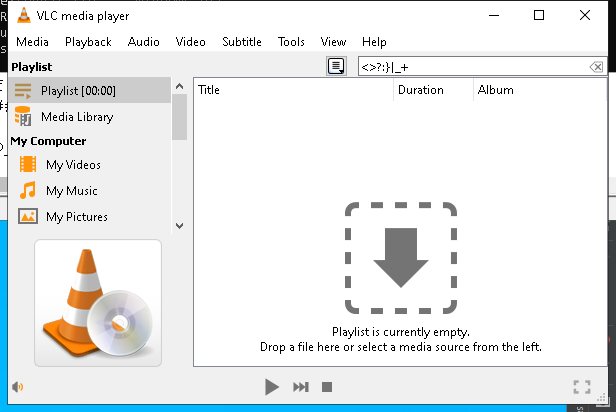 VLC media player
Media Playback Audio Video Subtitle Tools View Help
Playlist
<>?:}|_+
Playlist [00:00]
Media Library
My Computer
My Videos
My Music
My Pictures
Title Duration Album
Playlist is currently empty.
Drop a file here or select a media source from the left.